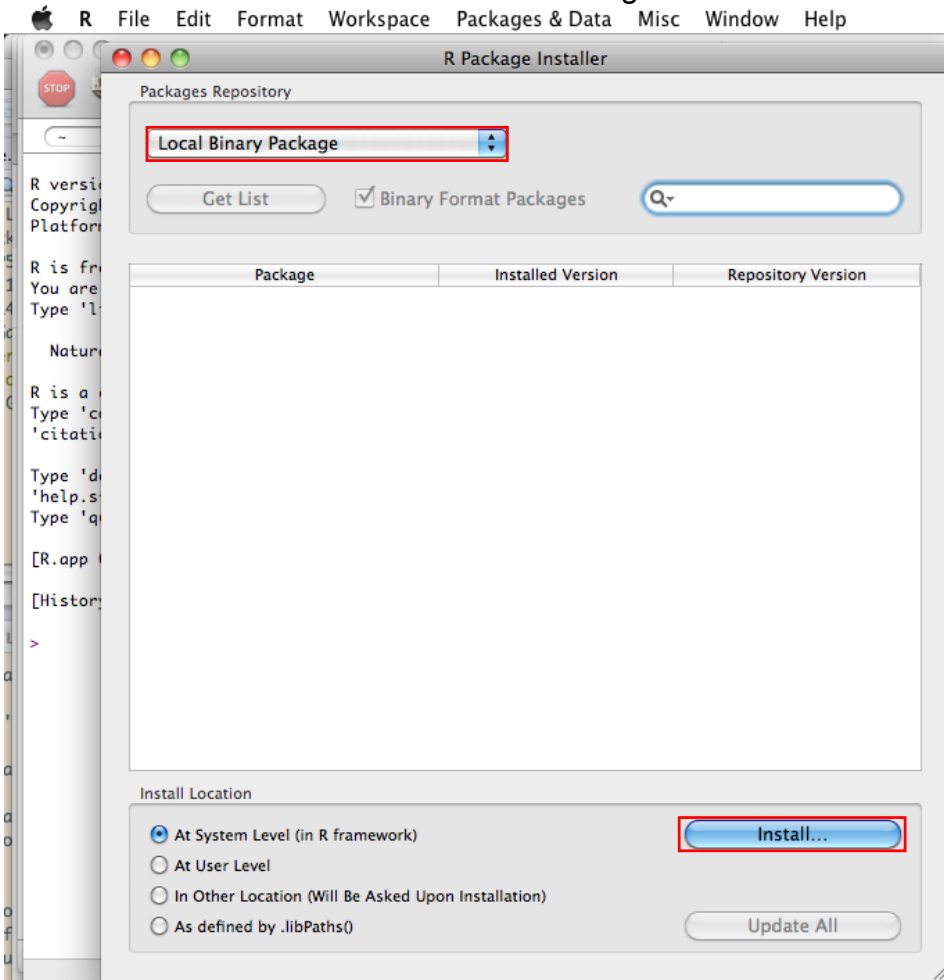 R File Edit Format Workspace Packages & Data Misc Window Help
R Package Installer
STOP
Packages Repository
~
Local Binary Package
Get List
Binary Format Packages
Package Installed Version Repository Version
R versi
Copyrig
Platfor
R is fr
You are
Type 'l
Natur
R is a
Type 'c
'citati
Type 'd
'help.s
Type 'q
[R.app
[Histor
>
Install Location
At System Level (in R framework)
Install...
At User Level
In Other Location (Will Be Asked Upon Installation)
As defined by .libPaths()
Update All